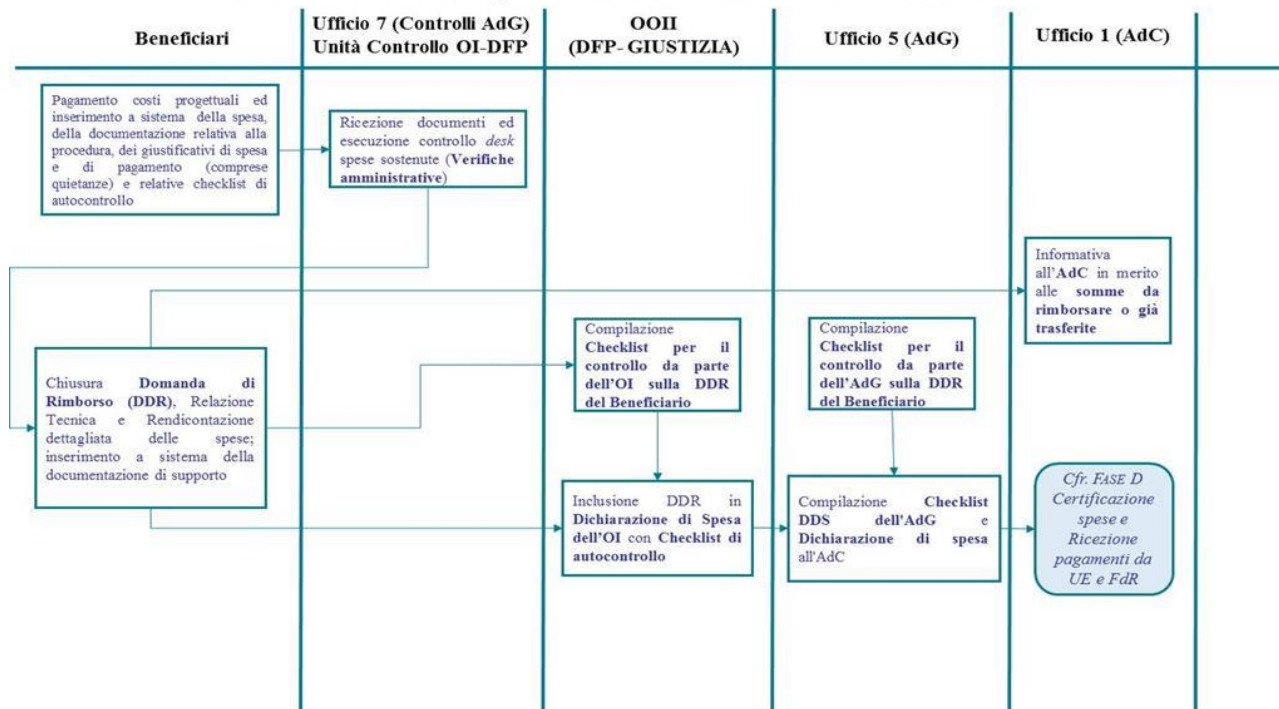 Beneficiari
Ufficio 7 (Controlli AdG)
Unità Controllo OI-DFP
OOII
(DFP- GIUSTIZIA)
Ufficio 5 (AdG)
Ufficio 1 (AdC)
Pagamento costi progettuali ed
inserimento a sistema della spesa,
della documentazione relativa alla
procedura, dei giustificativi di spesa
e di pagamento (comprese
quietanze) e relative checklist di
autocontrollo
Ricezione documenti ed
esecuzione controllo desk
spese sostenute (Verifiche
amministrative)
Informativa
all'AdC in merito
alle somme da
rimborsare o già
trasferite
Chiusura Domanda di
Rimborso (DDR), Relazione
Tecnica e Rendicontazione
dettagliata delle spese;
inserimento a sistema della
documentazione di supporto
Compilazione
Checklist per il
controllo da parte
dell'OI sulla DDR
del Beneficiario
Compilazione
Checklist per il
controllo da parte
dell'AdG sulla DDR
del Beneficiario
Inclusione DDR in
Dichiarazione di Spesa
dell'OI con Checklist di
autocontrollo
Compilazione Checklist
DDS dell'AdG e
Dichiarazione di spesa
all'AdC
Cfr. FASE D
Certificazione
spese e
Ricezione
pagamenti da
UE e FdR